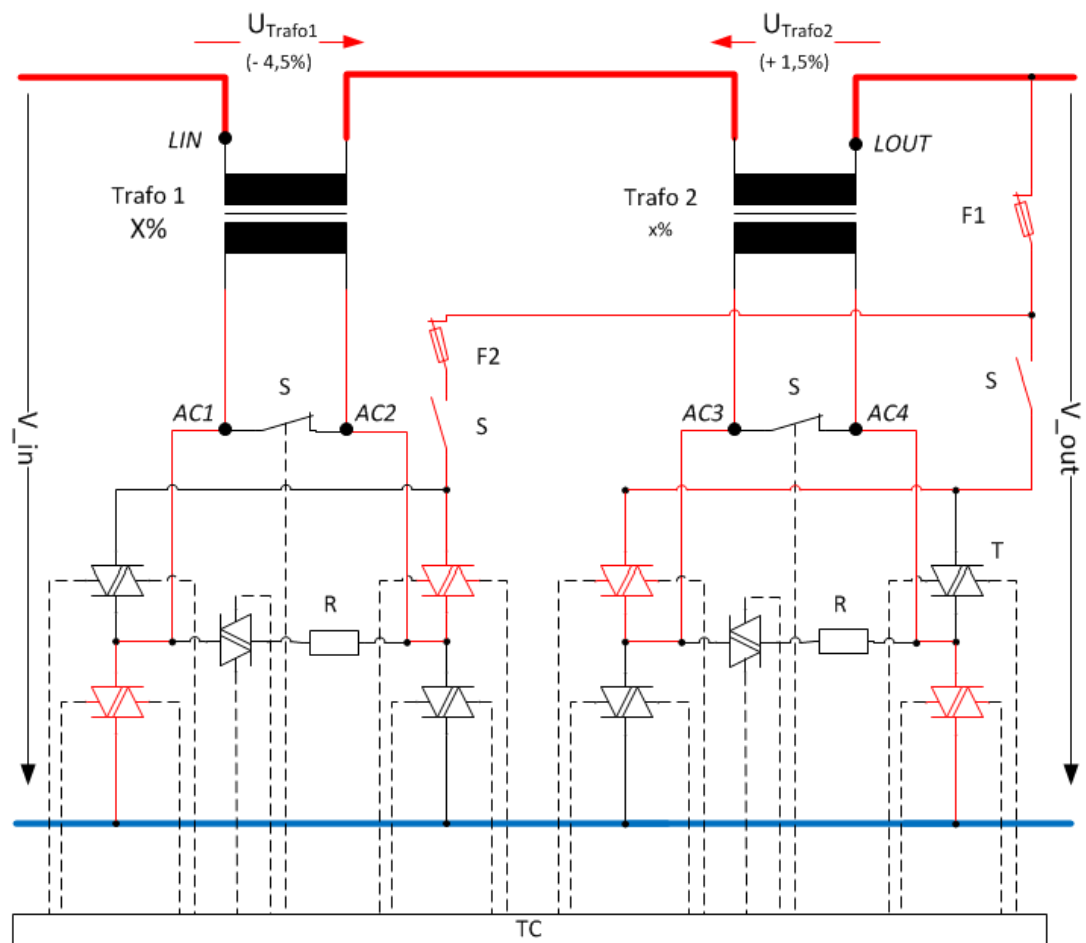 UTrafo1
(- 4,5%)
UTrafo2
(+ 1,5%)
LIN
LOUT
Trafo 1
X%
Trafo 2
x%
F1
F2
S
S
S
S
AC1
AC2
AC3
AC4
V_in
V_out
T
R
R
TC